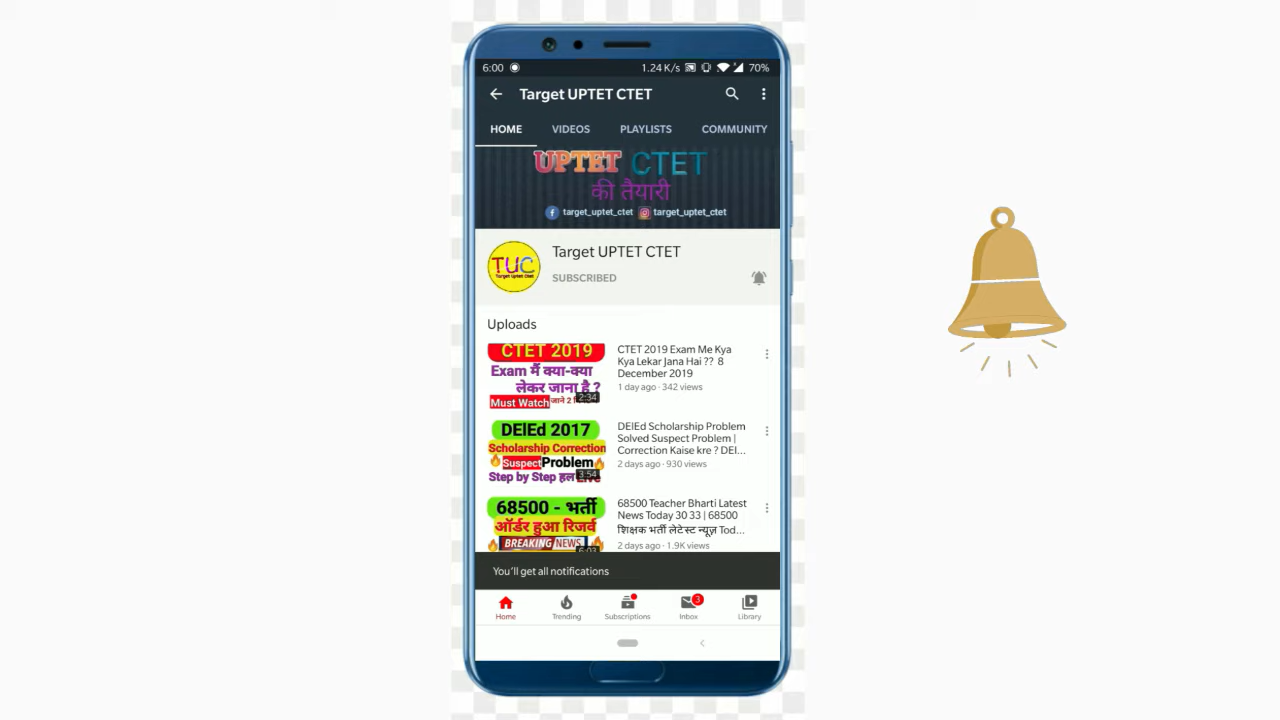 6:00 1.24 K/s 70%
Target UPTET CTET
HOME VIDEOS PLAYLISTS COMMUNITY
UPTET CTET
की तैयारी
target_uptet_ctet target_uptet_ctet
TUC
Target Uptet Ctet
Target UPTET CTET
SUBSCRIBED
Uploads
CTET 2019
Exam मैं क्या-क्या
लेकर जाना है ?
Must Watch
2:34
CTET 2019 Exam Me Kya
Kya Lekar Jana Hai ?? 8
December 2019
1 day ago · 342 views
DElEd 2017
Scholarship Correction
Suspect Problem
Step by Step हल
3:54
DElEd Scholarship Problem
Solved Suspect Problem |
Correction Kaise kre ? DEl...
2 days ago · 930 views
68500 - भर्ती
ऑर्डर हुआ रिजर्व
BREAKING NEWS
6:03
68500 Teacher Bharti Latest
News Today 30 33 | 68500
शिक्षक भर्ती लेटेस्ट न्यूज़ Tod...
2 days ago · 1.9K views
You'll get all notifications
3
Home Trending Subscriptions Inbox Library